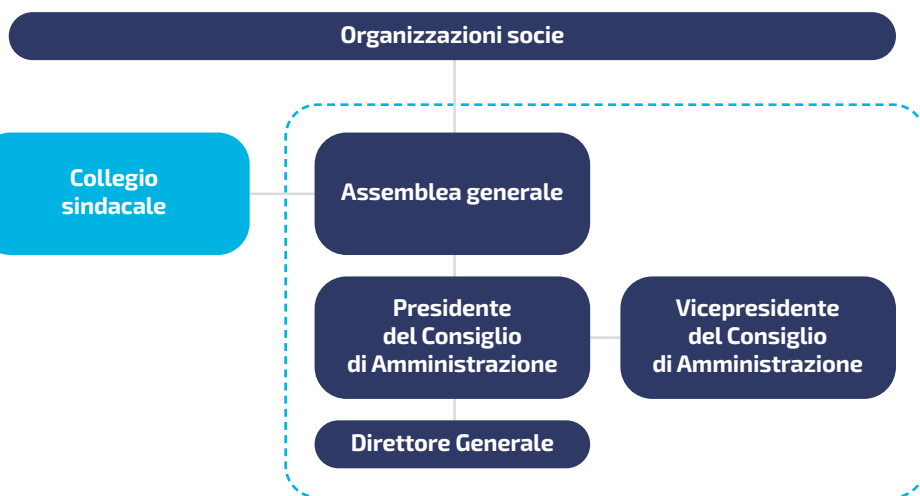 Organizzazioni socie
Collegio
sindacale
Assemblea generale
Presidente
del Consiglio
di Amministrazione
Vicepresidente
del Consiglio
di Amministrazione
Direttore Generale